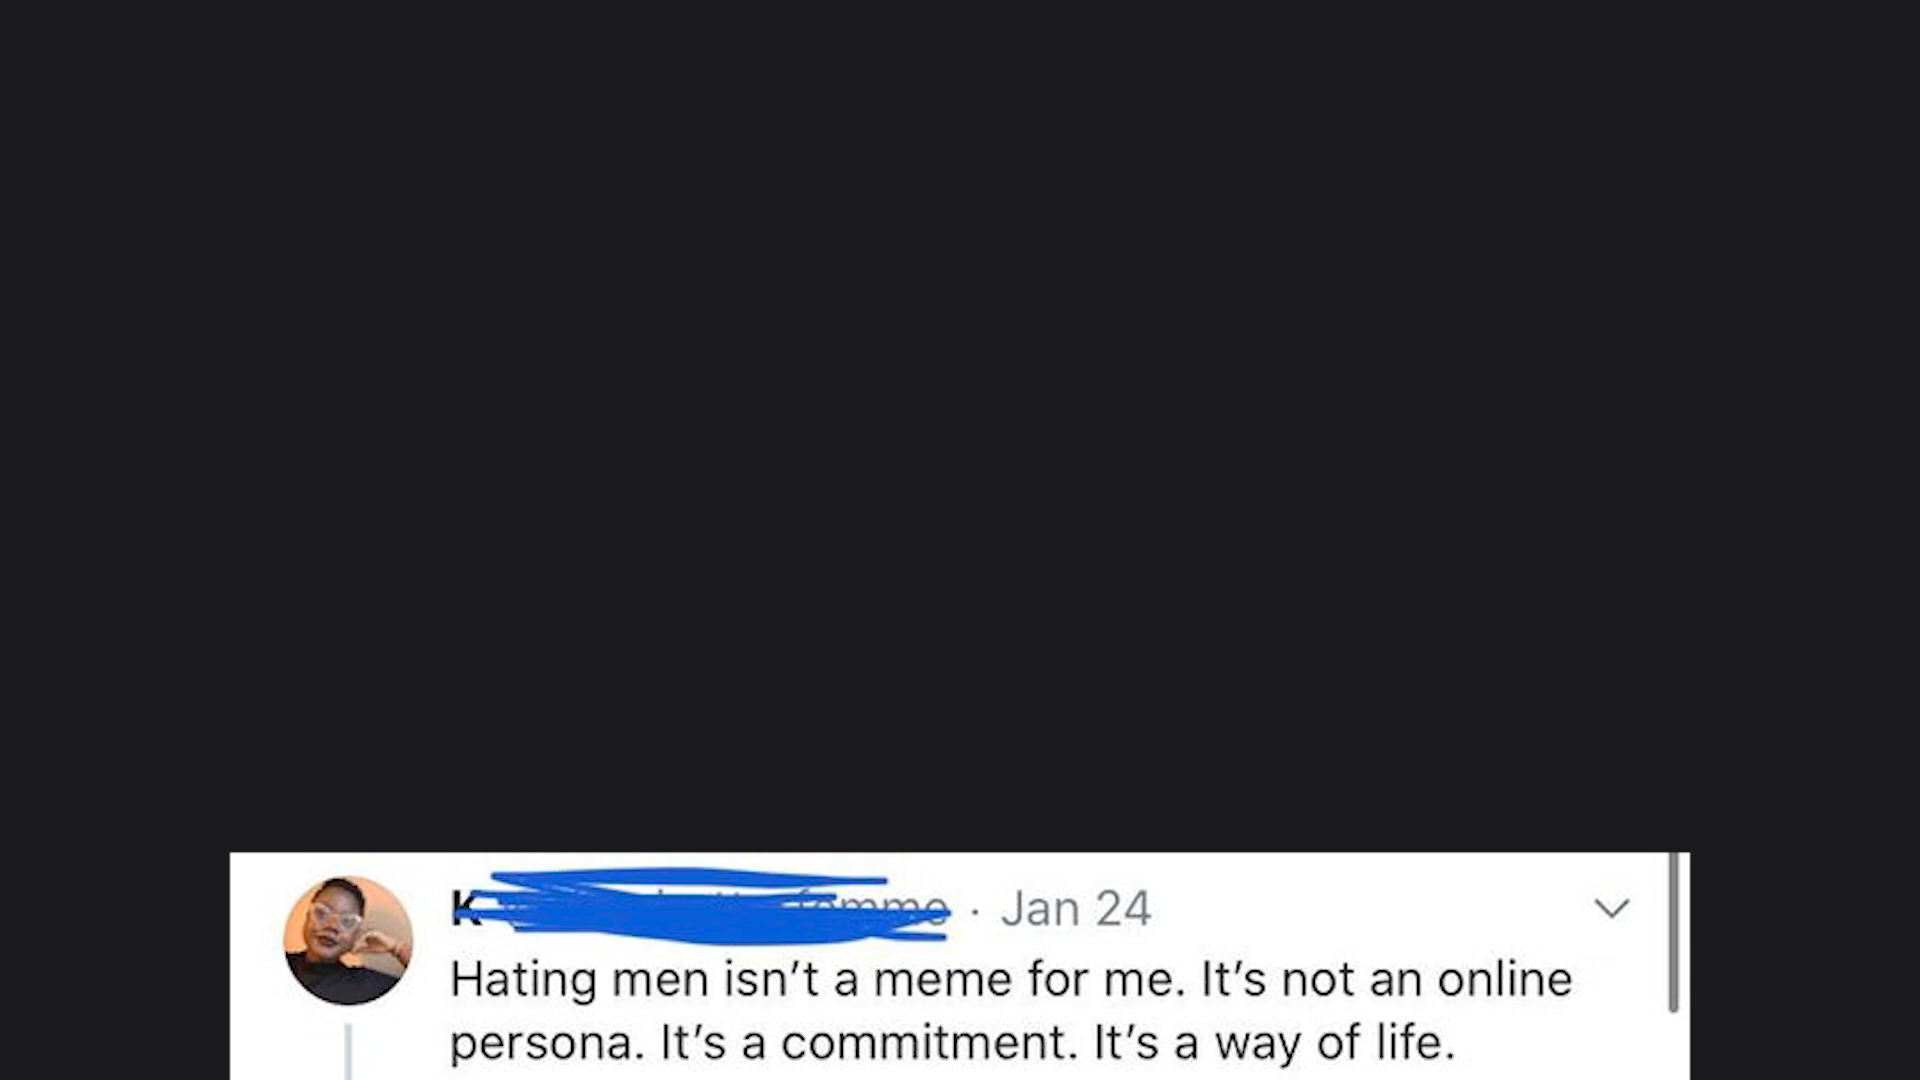 K · Jan 24
Hating men isn’t a meme for me. It’s not an online
persona. It’s a commitment. It’s a way of life.